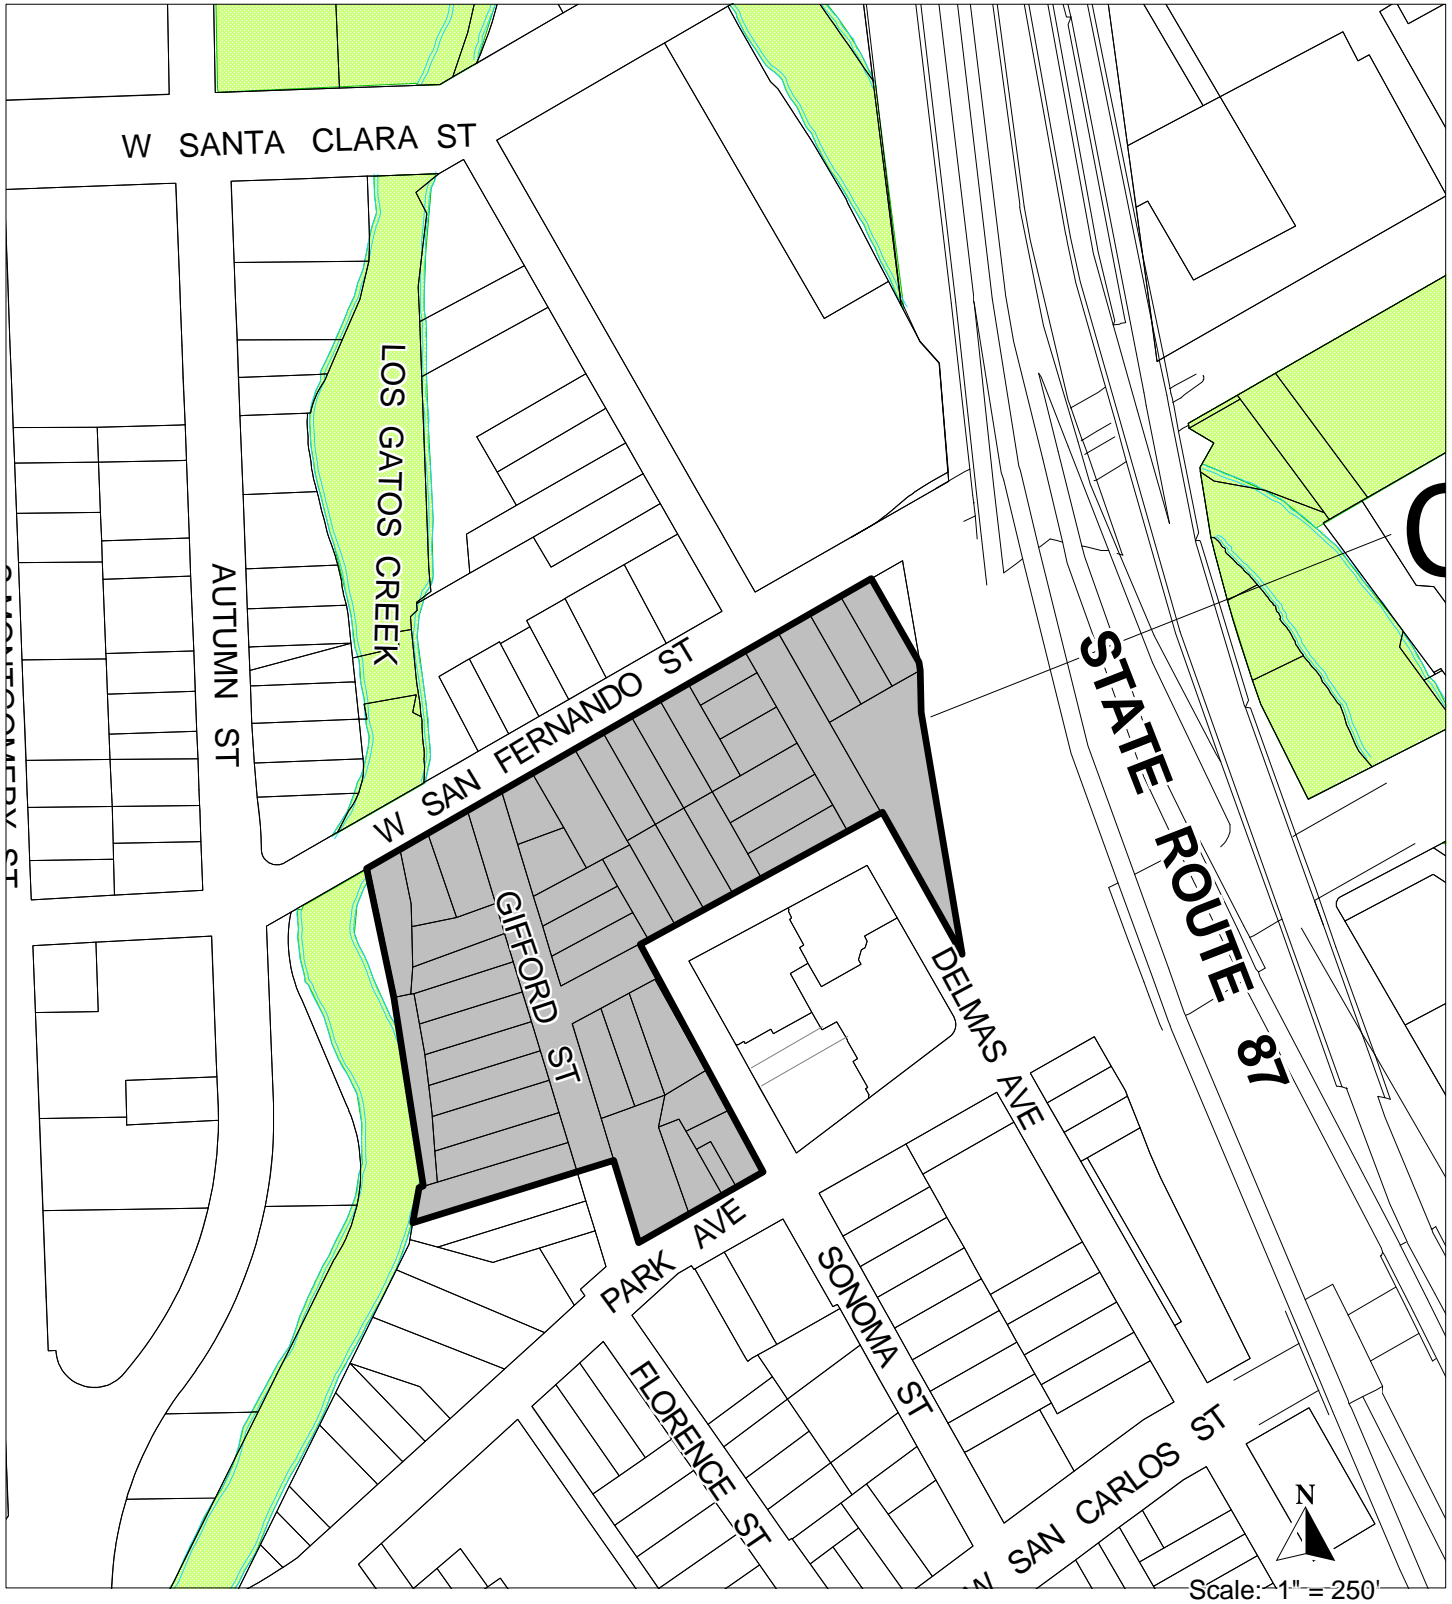 W SANTA CLARA ST
LOS GATOS CREEK
AUTUMN ST
W SAN FERNANDO ST
STATE ROUTE 87
GIFFORD ST
DELMAS AVE
PARK AVE
SONOMA ST
FLORENCE ST
W SAN CARLOS ST
N
Scale: 1" = 250'